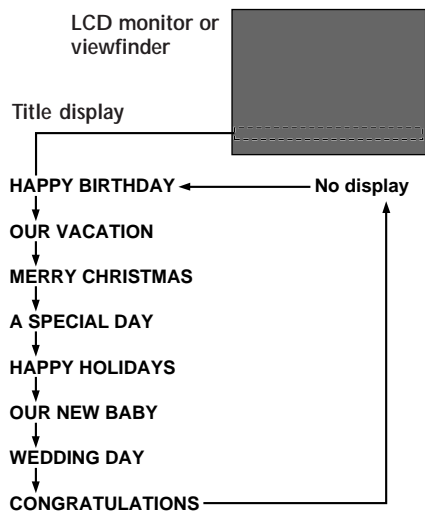 LCD monitor or
viewfinder
Title display
HAPPY BIRTHDAY
No display
OUR VACATION
MERRY CHRISTMAS
A SPECIAL DAY
HAPPY HOLIDAYS
OUR NEW BABY
WEDDING DAY
CONGRATULATIONS